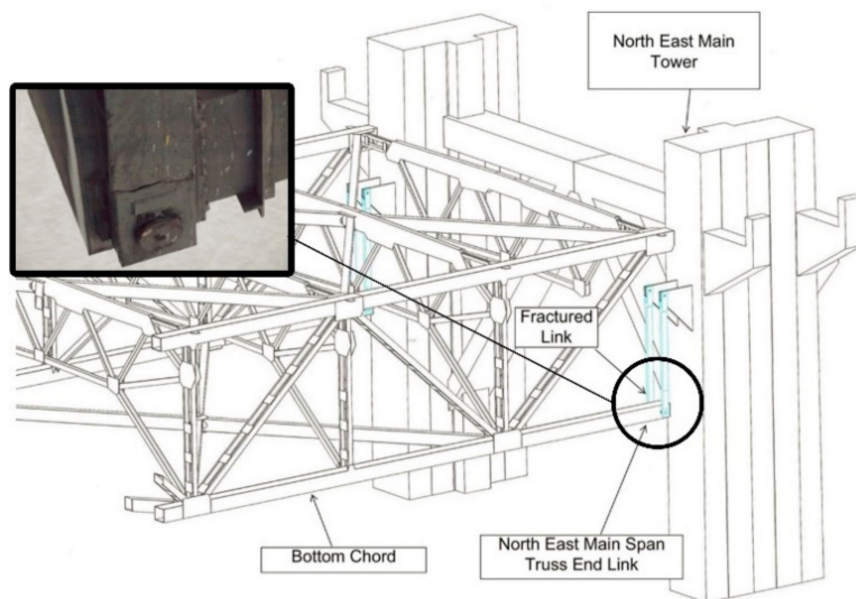 North East Main
Tower
Fractured
Link
Bottom Chord
North East Main Span
Truss End Link